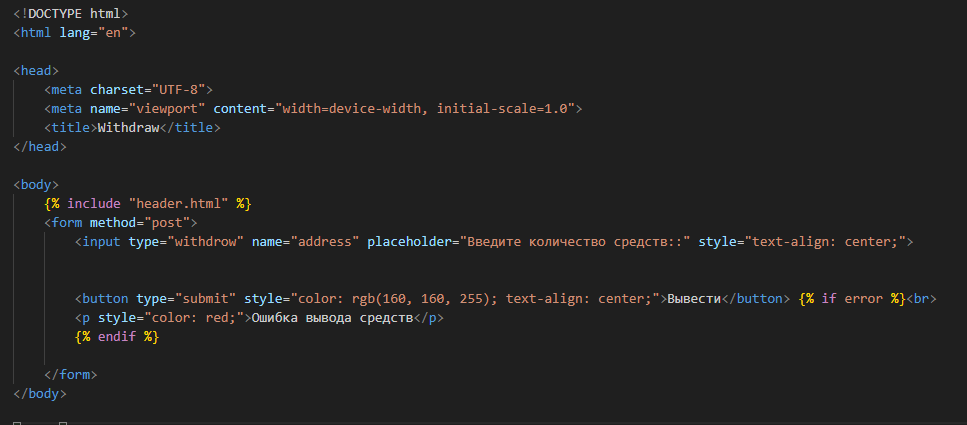 <!DOCTYPE html>
<html lang="en">
<head>
<meta charset="UTF-8">
<meta name="viewport" content="width=device-width, initial-scale=1.0">
<title>Withdraw</title>
</head>
<body>
{% include "header.html" %}
<form method="post">
<input type="withdrow" name="address" placeholder="Введите количество средств::" style="text-align: center;">
<button type="submit" style="color: rgb(160, 160, 255); text-align: center;">Вывести</button> {% if error %}<br>
<p style="color: red;">Ошибка вывода средств</p>
{% endif %}
</form>
</body>